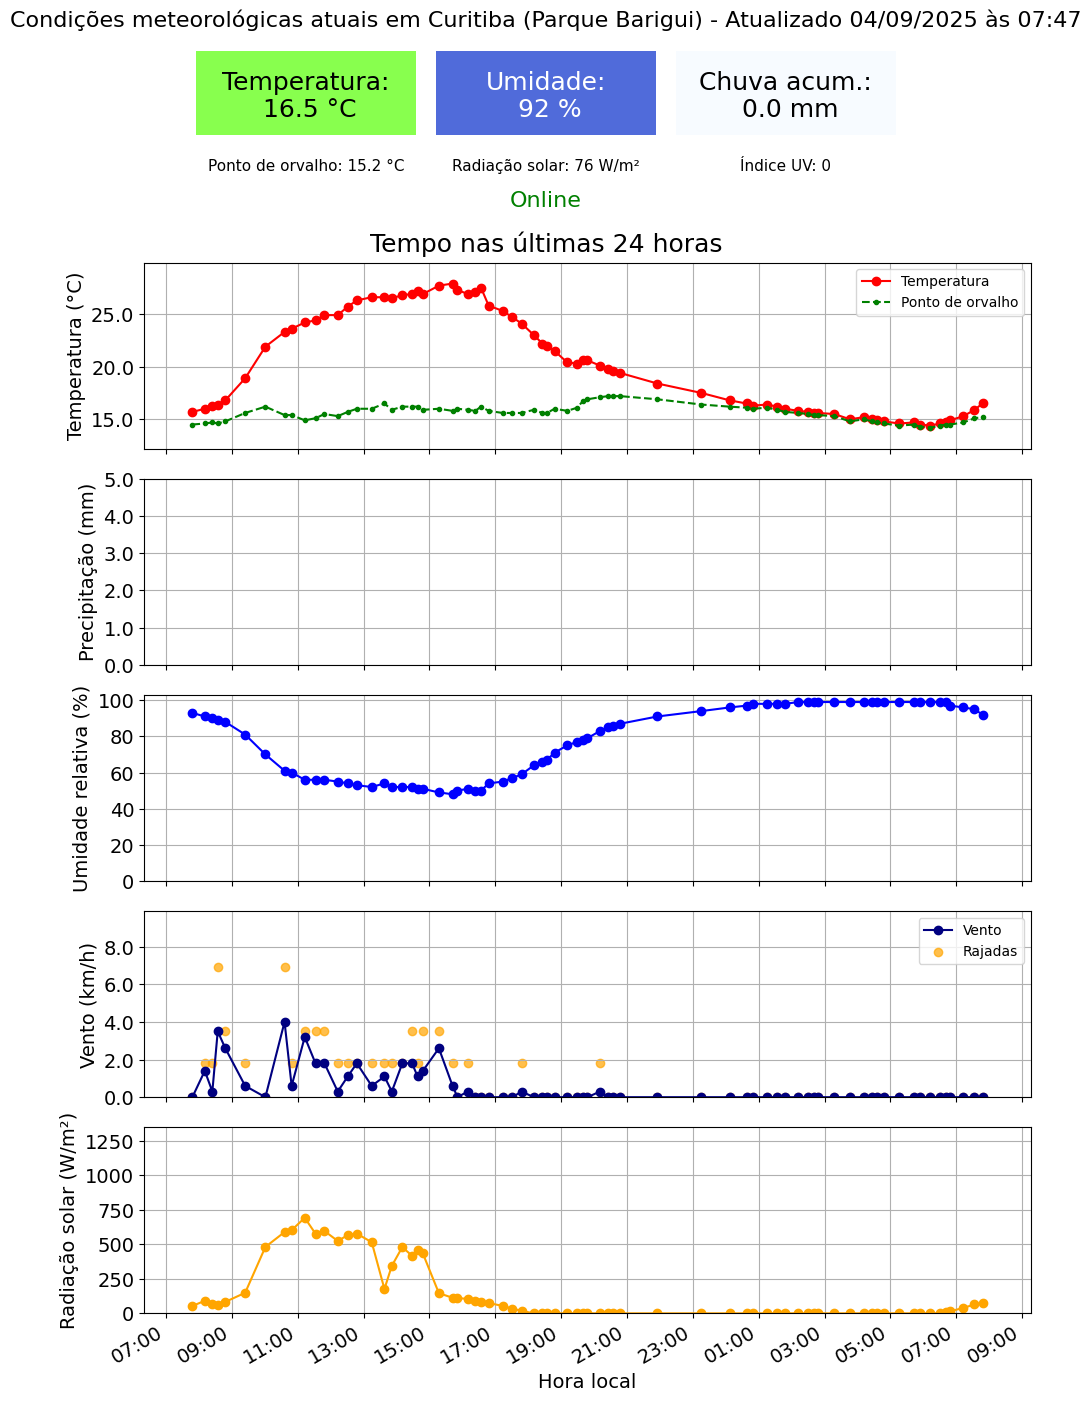 Condições meteorológicas atuais em Curitiba (Parque Barigui) - Atualizado 04/09/2025 às 07:47
Temperatura:
16.5 °C
Umidade:
92 %
Chuva acum.:
0.0 mm
Ponto de orvalho: 15.2 °C
Radiação solar: 76 W/m²
Índice UV: 0
Online
Tempo nas últimas 24 horas
Temperatura (°C)
25.0
20.0
15.0
Temperatura
Ponto de orvalho
Precipitação (mm)
5.0
4.0
3.0
2.0
1.0
0.0
Umidade relativa (%)
100
80
60
40
20
0
Vento (km/h)
8.0
6.0
4.0
2.0
0.0
Vento
Rajadas
Radiação solar (W/m²)
1250
1000
750
500
250
0
07:00
09:00
11:00
13:00
15:00
17:00
19:00
21:00
23:00
01:00
03:00
05:00
07:00
09:00
Hora local